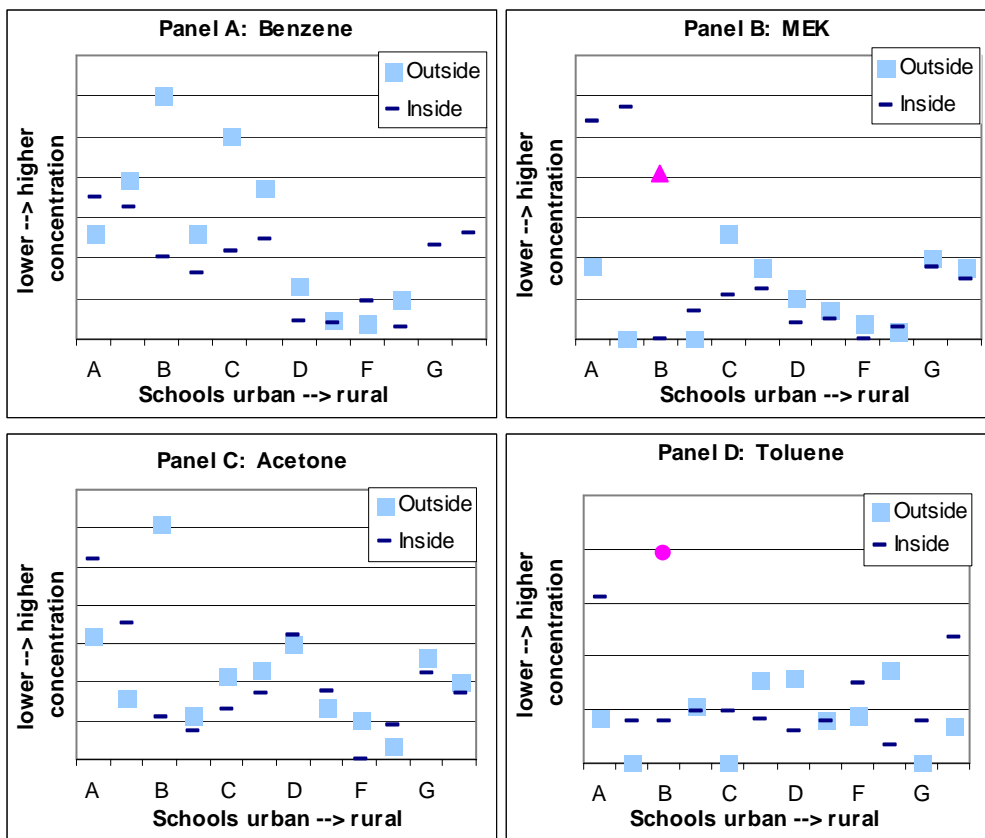 Panel A: Benzene
Outside
Inside
lower --> higher
concentration
A B C D F G
Schools urban --> rural
Panel B: MEK
Outside
Inside
lower --> higher
concentration
A B C D F G
Schools urban --> rural
Panel C: Acetone
Outside
Inside
lower --> higher
concentration
A B C D F G
Schools urban --> rural
Panel D: Toluene
Outside
Inside
lower --> higher
concentration
A B C D F G
Schools urban --> rural